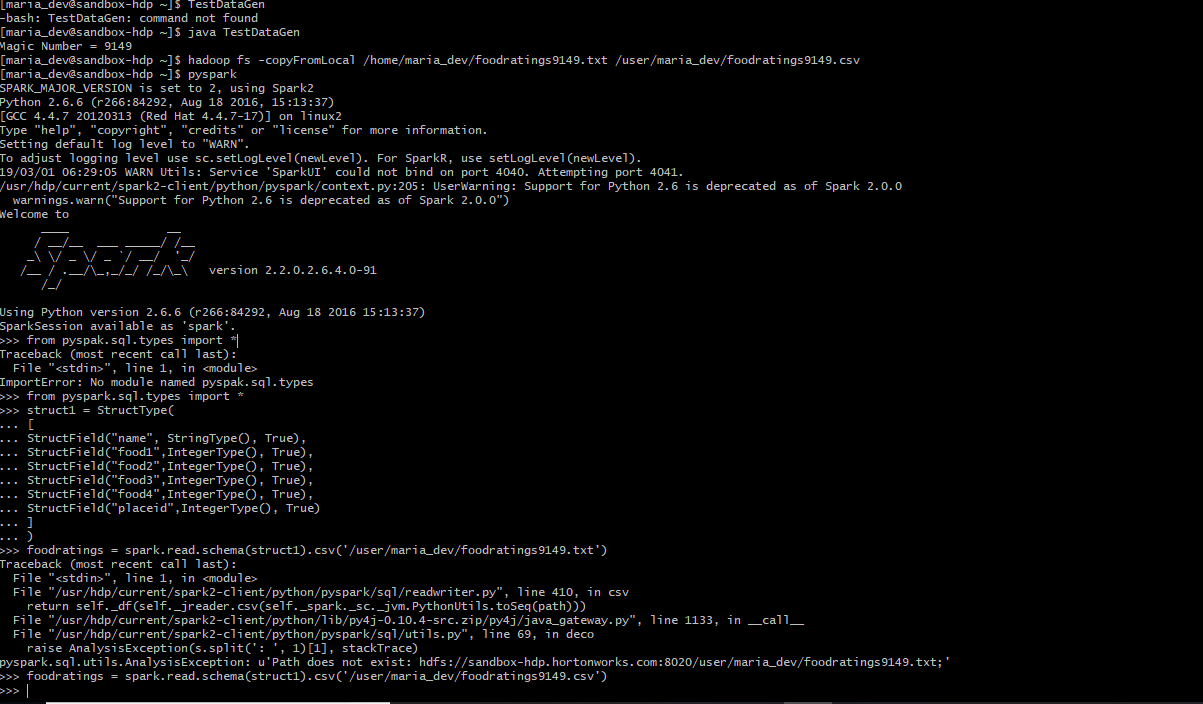 [maria_dev@sandbox-hdp ~]$ TestDataGen
-bash: TestDataGen: command not found
[maria_dev@sandbox-hdp ~]$ java TestDataGen
Magic Number = 9149
[maria_dev@sandbox-hdp ~]$ hadoop fs -copyFromLocal /home/maria_dev/foodratings9149.txt /user/maria_dev/foodratings9149.csv
[maria_dev@sandbox-hdp ~]$ pyspark
SPARK_MAJOR_VERSION is set to 2, using Spark2
Python 2.6.6 (r266:84292, Aug 18 2016, 15:13:37)
[GCC 4.4.7 20120313 (Red Hat 4.4.7-17)] on linux2
Type "help", "copyright", "credits" or "license" for more information.
Setting default log level to "WARN".
To adjust logging level use sc.setLogLevel(newLevel). For SparkR, use setLogLevel(newLevel).
19/03/01 06:29:05 WARN Utils: Service 'SparkUI' could not bind on port 4040. Attempting port 4041.
/usr/hdp/current/spark2-client/python/pyspark/context.py:205: UserWarning: Support for Python 2.6 is deprecated as of Spark 2.0.0
  warnings.warn("Support for Python 2.6 is deprecated as of Spark 2.0.0")
Welcome to
      ____              __
     / __/__  ___ _____/ /__
    _\ \/ _ \/ _ `/ __/  '_/
   /__ / .__/\_,_/_/ /_/\_\   version 2.2.0.2.6.4.0-91
      /_/
Using Python version 2.6.6 (r266:84292, Aug 18 2016 15:13:37)
SparkSession available as 'spark'.
>>> from pyspak.sql.types import *
Traceback (most recent call last):
  File "<stdin>", line 1, in <module>
ImportError: No module named pyspak.sql.types
>>> from pyspark.sql.types import *
>>> struct1 = StructType(
... [
... StructField("name", StringType(), True),
... StructField("food1",IntegerType(), True),
... StructField("food2",IntegerType(), True),
... StructField("food3",IntegerType(), True),
... StructField("food4",IntegerType(), True),
... StructField("placeid",IntegerType(), True)
... ]
... )
>>> foodratings = spark.read.schema(struct1).csv('/user/maria_dev/foodratings9149.txt')
Traceback (most recent call last):
  File "<stdin>", line 1, in <module>
  File "/usr/hdp/current/spark2-client/python/pyspark/sql/readwriter.py", line 410, in csv
    return self._df(self._jreader.csv(self._spark._sc._jvm.PythonUtils.toSeq(path)))
  File "/usr/hdp/current/spark2-client/python/lib/py4j-0.10.4-src.zip/py4j/java_gateway.py", line 1133, in __call__
  File "/usr/hdp/current/spark2-client/python/pyspark/sql/utils.py", line 69, in deco
    raise AnalysisException(s.split(': ', 1)[1], stackTrace)
pyspark.sql.utils.AnalysisException: u'Path does not exist: hdfs://sandbox-hdp.hortonworks.com:8020/user/maria_dev/foodratings9149.txt;'
>>> foodratings = spark.read.schema(struct1).csv('/user/maria_dev/foodratings9149.csv')
>>>